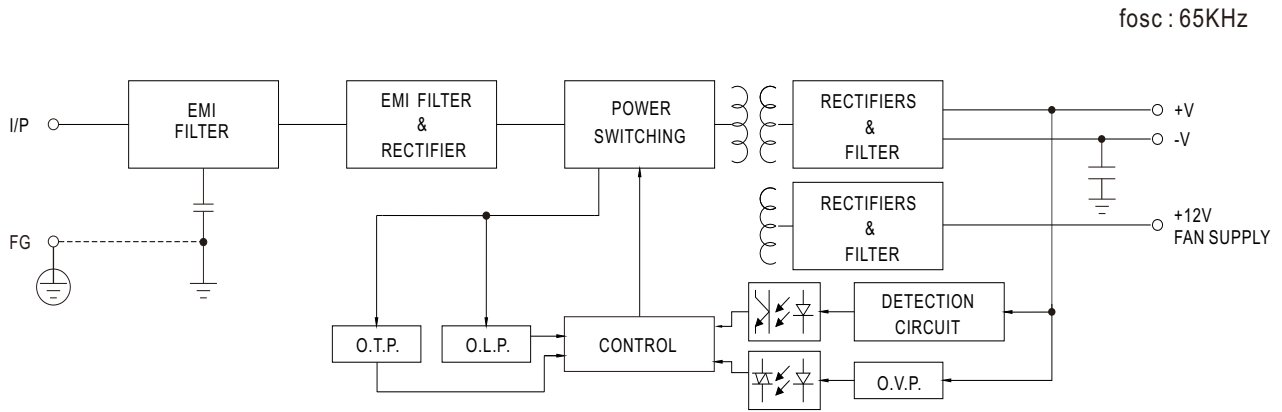 fosc : 65KHz
I/P
EMI
FILTER
EMI FILTER
&
RECTIFIER
POWER
SWITCHING
RECTIFIERS
&
FILTER
+V
-V
RECTIFIERS
&
FILTER
+12V
FAN SUPPLY
FG
O.T.P.
O.L.P.
CONTROL
DETECTION
CIRCUIT
O.V.P.